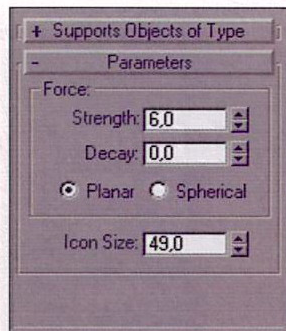 + Supports Objects of Type
- Parameters
Force:
Strength: 6,0
Decay: 0,0
Planar Spherical
Icon Size: 49,0